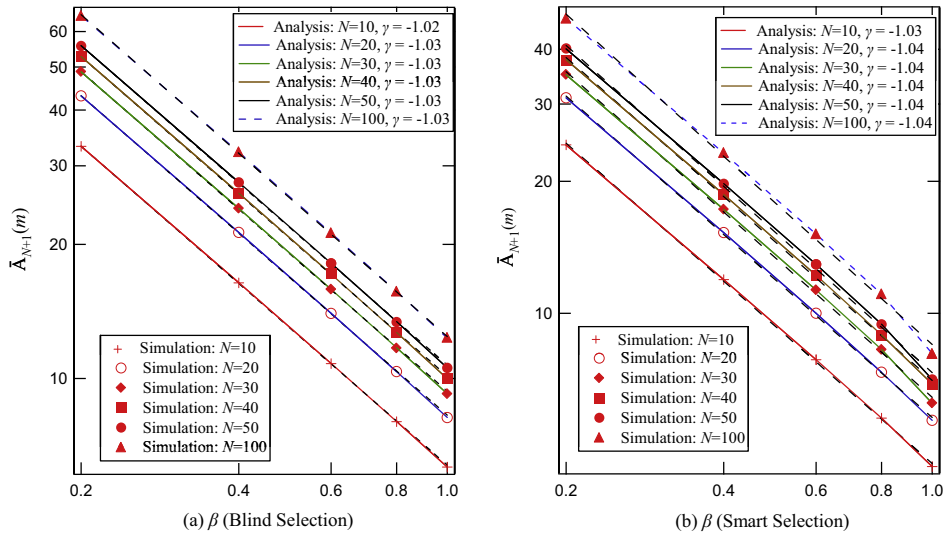 60
50
40
30
20
10
Ā_{N+1}(m)
Analysis: N=10, γ = -1.02
Analysis: N=20, γ = -1.03
Analysis: N=30, γ = -1.03
Analysis: N=40, γ = -1.03
Analysis: N=50, γ = -1.03
Analysis: N=100, γ = -1.03
Simulation: N=10
Simulation: N=20
Simulation: N=30
Simulation: N=40
Simulation: N=50
Simulation: N=100
0.2 0.4 0.6 0.8 1.0
(a) β (Blind Selection)
40
30
20
10
Ā_{N+1}(m)
Analysis: N=10, γ = -1.03
Analysis: N=20, γ = -1.04
Analysis: N=30, γ = -1.04
Analysis: N=40, γ = -1.04
Analysis: N=50, γ = -1.04
Analysis: N=100, γ = -1.04
Simulation: N=10
Simulation: N=20
Simulation: N=30
Simulation: N=40
Simulation: N=50
Simulation: N=100
0.2 0.4 0.6 0.8 1.0
(b) β (Smart Selection)